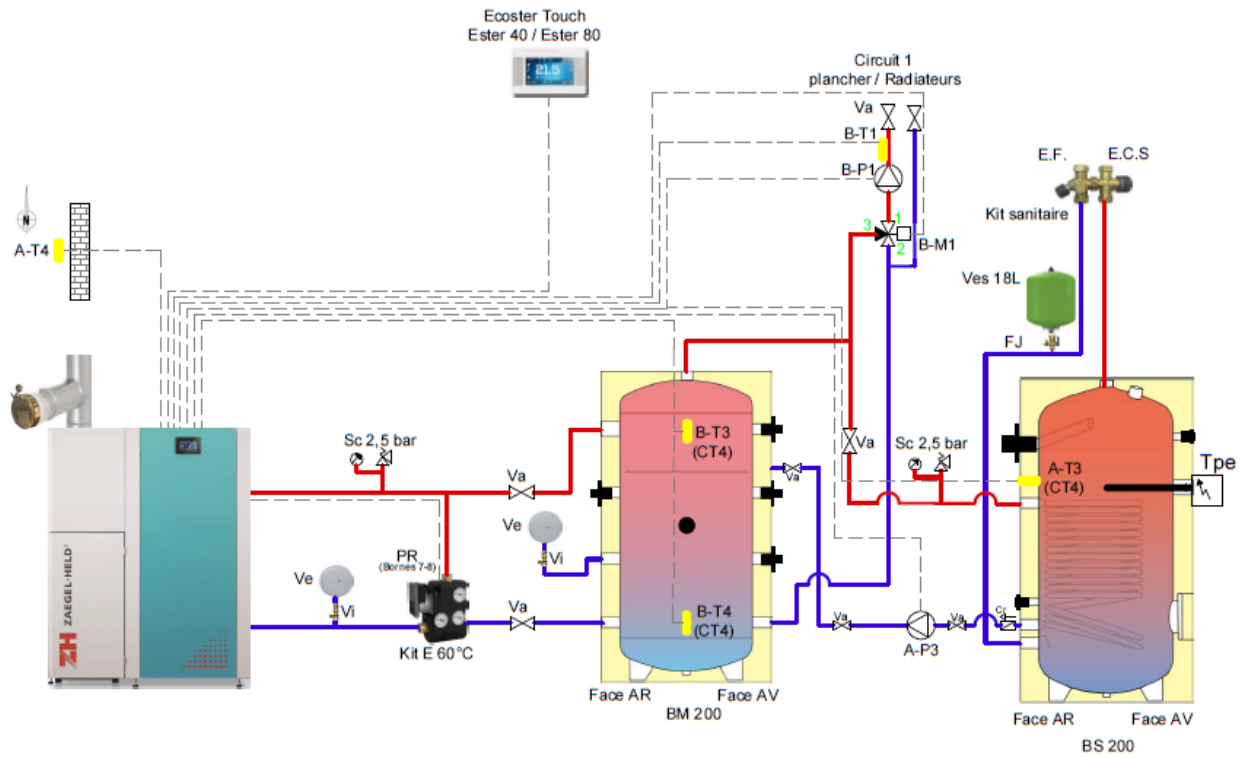 Ecoster Touch
Ester 40 / Ester 80
21.5
Circuit 1
plancher / Radiateurs
Va
B-T1
B-P1
1
3
2
B-M1
E.F.
E.C.S
Kit sanitaire
Ves 18L
FJ
N
A-T4
Sc 2,5 bar
Va
Ve
Vi
PR
(Bornes 7-8)
Ve
Vi
Va
Kit E 60°C
ZH ZAEGEL-HELD
B-T3
(CT4)
B-T4
(CT4)
Va
Va
Sc 2,5 bar
A-T3
(CT4)
Tpe
Va
Va
A-P3
Face AR
Face AV
BM 200
Face AR
Face AV
BS 200